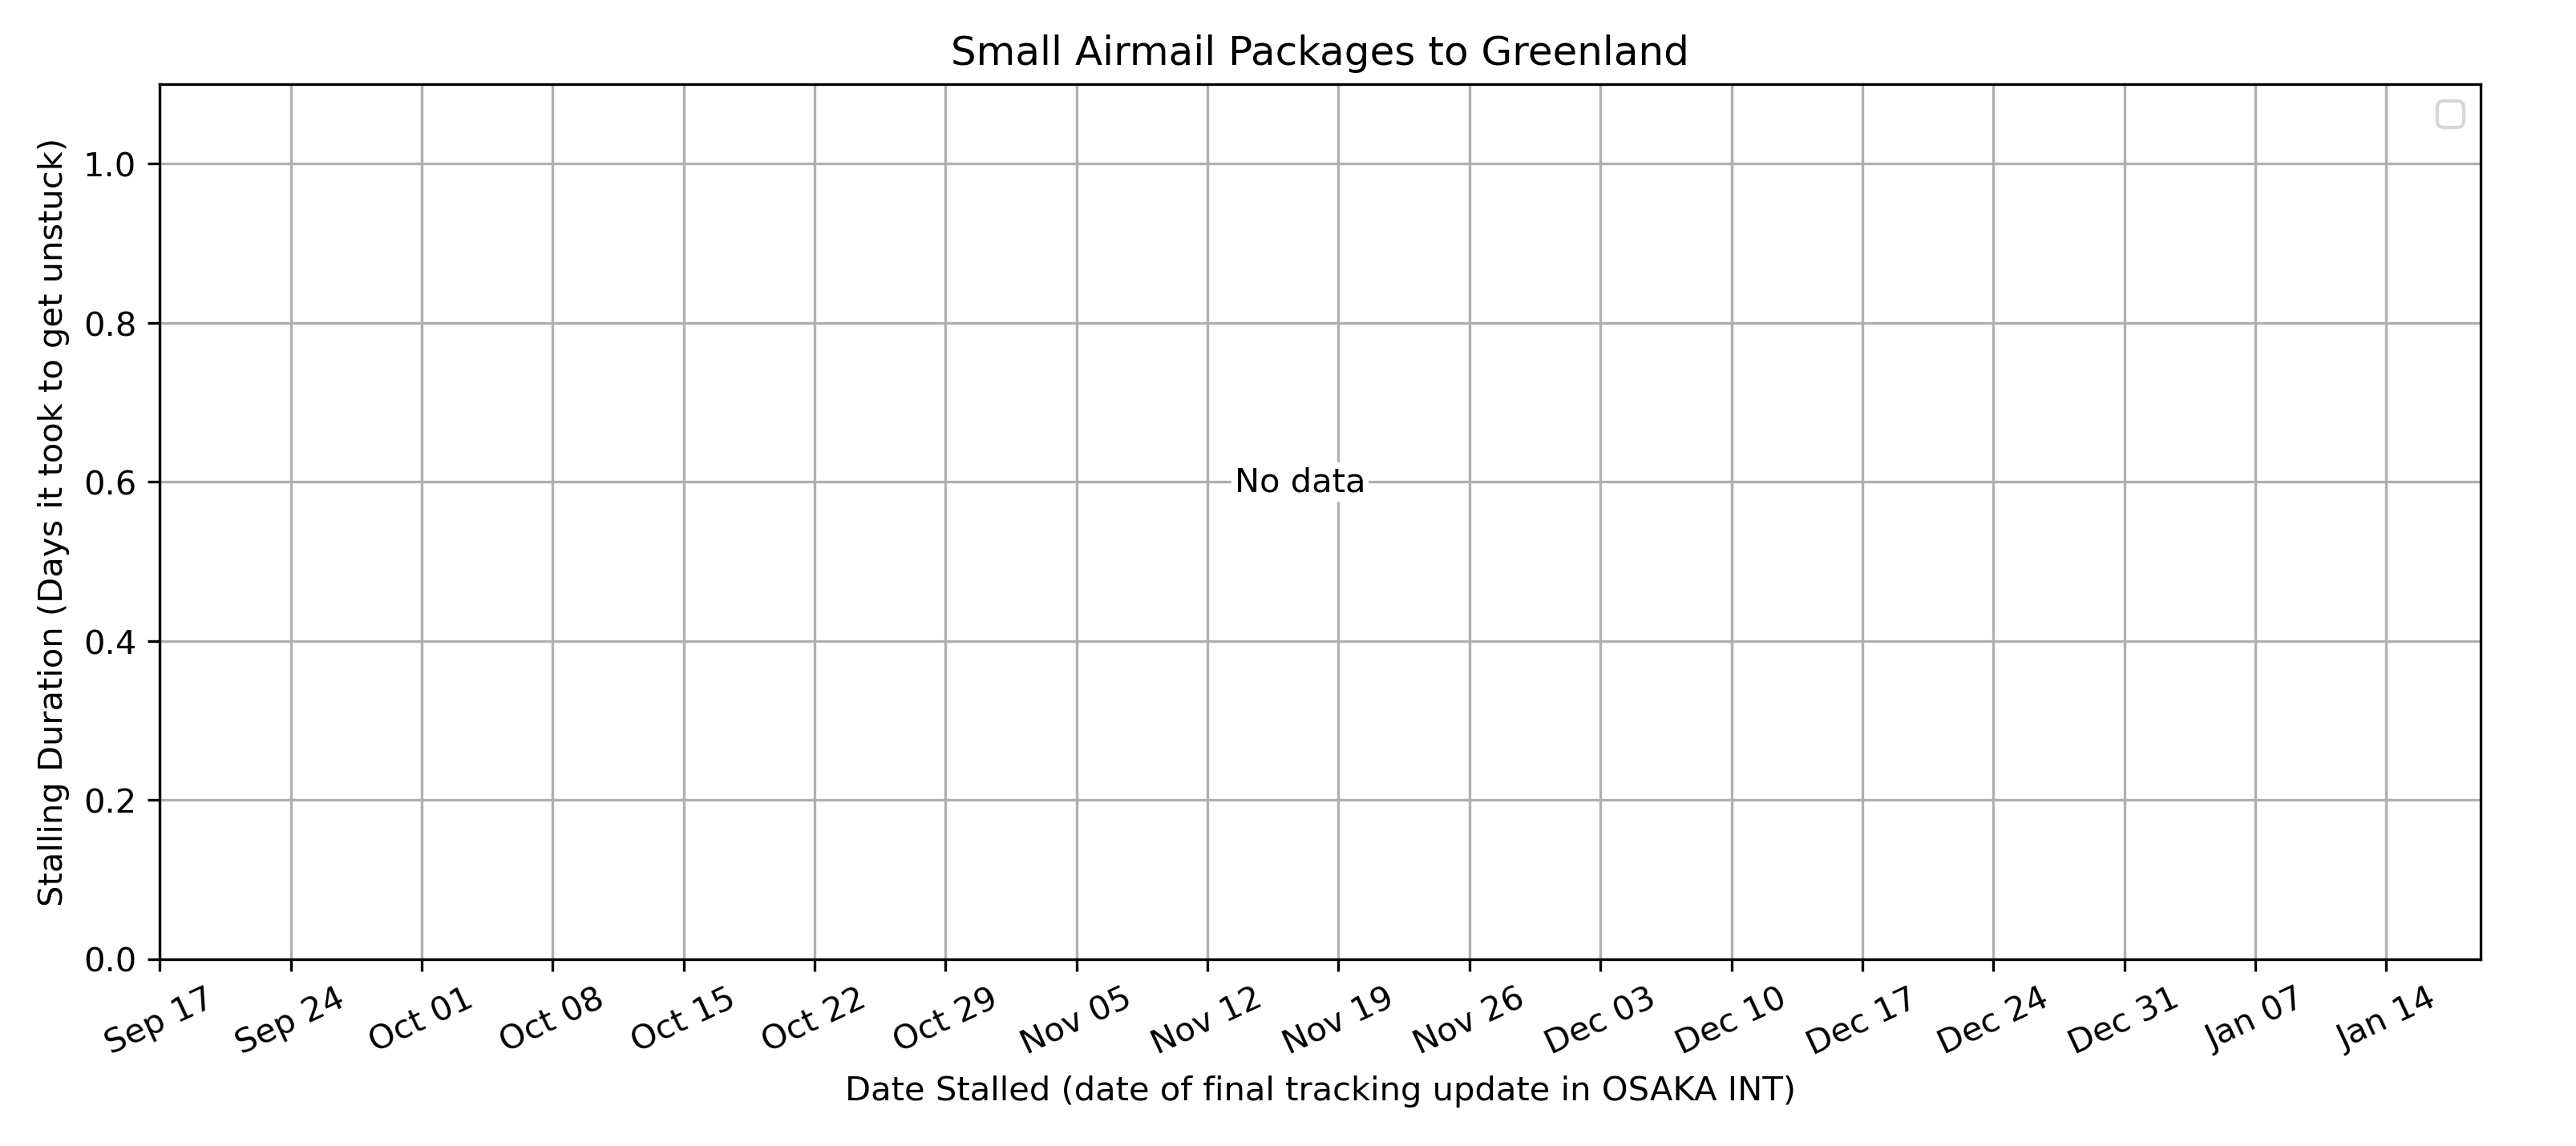 Small Airmail Packages to Greenland
Stalling Duration (Days it took to get unstuck)
1.0
0.8
0.6
0.4
0.2
0.0
No data
Sep 17
Sep 24
Oct 01
Oct 08
Oct 15
Oct 22
Oct 29
Nov 05
Nov 12
Nov 19
Nov 26
Dec 03
Dec 10
Dec 17
Dec 24
Dec 31
Jan 07
Jan 14
Date Stalled (date of final tracking update in OSAKA INT)